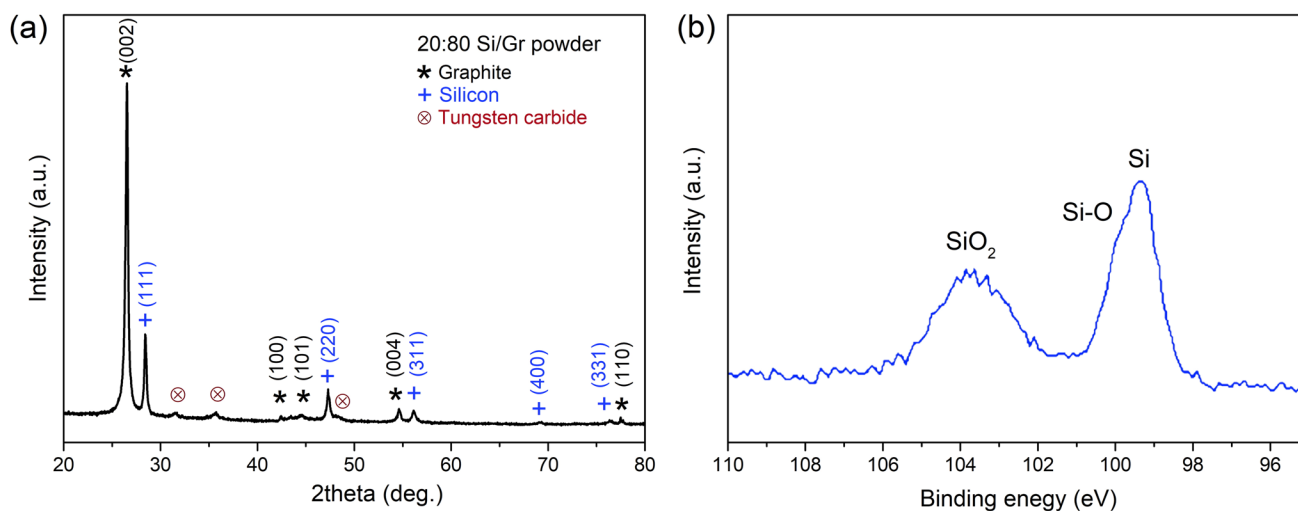 (a)
*(002)
20:80 Si/Gr powder
* Graphite
+ Silicon
⊗ Tungsten carbide
+ (111)
⊗
⊗
* (100)
* (101)
+ (220)
⊗
* (004)
+ (311)
+ (400)
+ (331)
* (110)
Intensity (a.u.)
20 30 40 50 60 70 80
2theta (deg.)
(b)
Si
Si-O
SiO₂
Intensity (a.u.)
110 108 106 104 102 100 98 96
Binding enegy (eV)